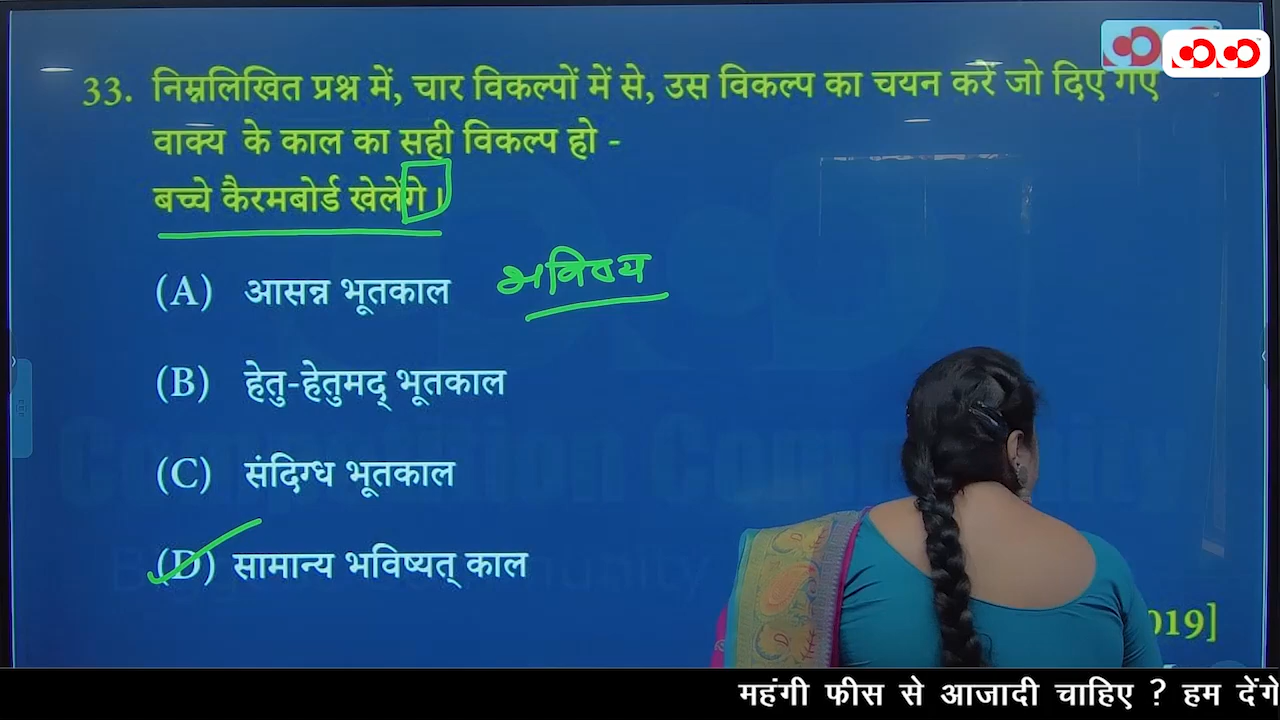 33. निम्नलिखित प्रश्न में, चार विकल्पों में से, उस विकल्प का चयन करें जो दिए गए
वाक्य के काल का सही विकल्प हो -
बच्चे कैरमबोर्ड खेलेंगे।
(A) आसन्न भूतकाल
भविष्य
(B) हेतु-हेतुमद् भूतकाल
(C) संदिग्ध भूतकाल
(D) सामान्य भविष्यत् काल
019]
महंगी फीस से आजादी चाहिए ? हम देंगे